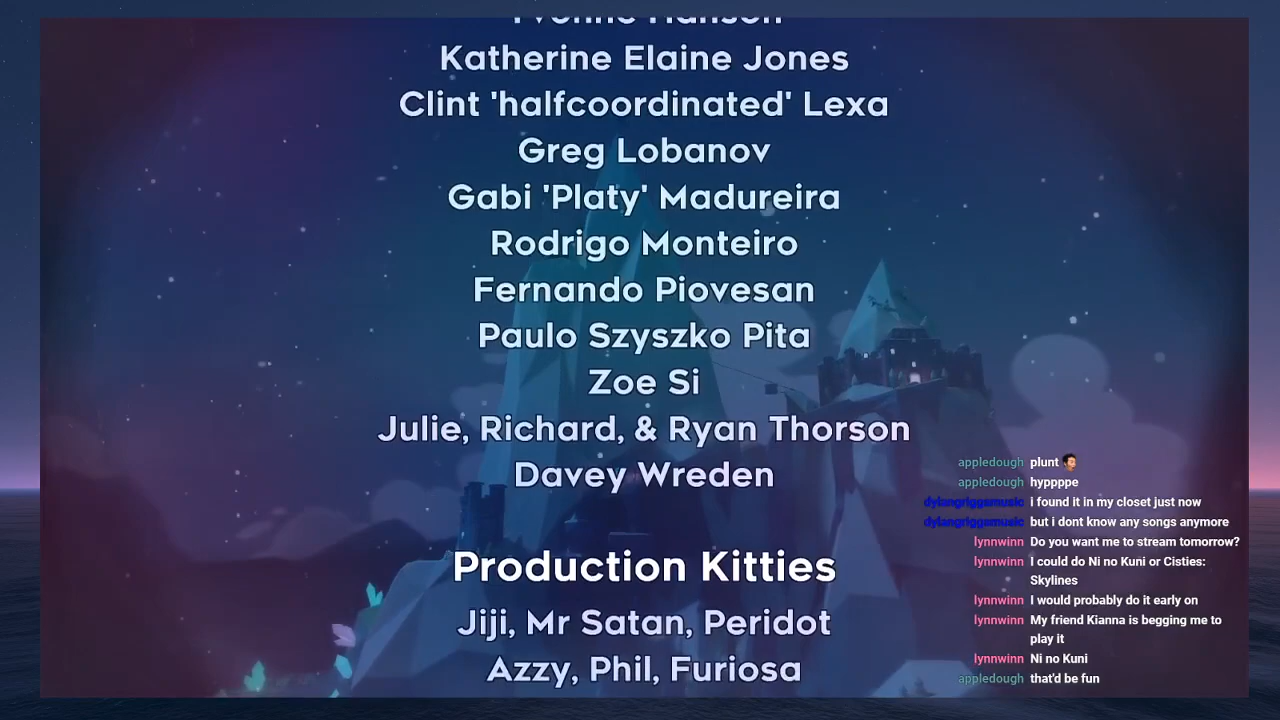 Yvonne Hanson
Katherine Elaine Jones
Clint 'halfcoordinated' Lexa
Greg Lobanov
Gabi 'Platy' Madureira
Rodrigo Monteiro
Fernando Piovesan
Paulo Szyszko Pita
Zoe Si
Julie, Richard, & Ryan Thorson
Davey Wreden
Production Kitties
Jiji, Mr Satan, Peridot
Azzy, Phil, Furiosa
appledough plunt
appledough hyppppe
dylangriggsmusic i found it in my closet just now
dylangriggsmusic but i dont know any songs anymore
lynnwinn Do you want me to stream tomorrow?
lynnwinn I could do Ni no Kuni or Cisties:
Skylines
lynnwinn I would probably do it early on
lynnwinn My friend Kianna is begging me to
play it
lynnwinn Ni no Kuni
appledough that'd be fun